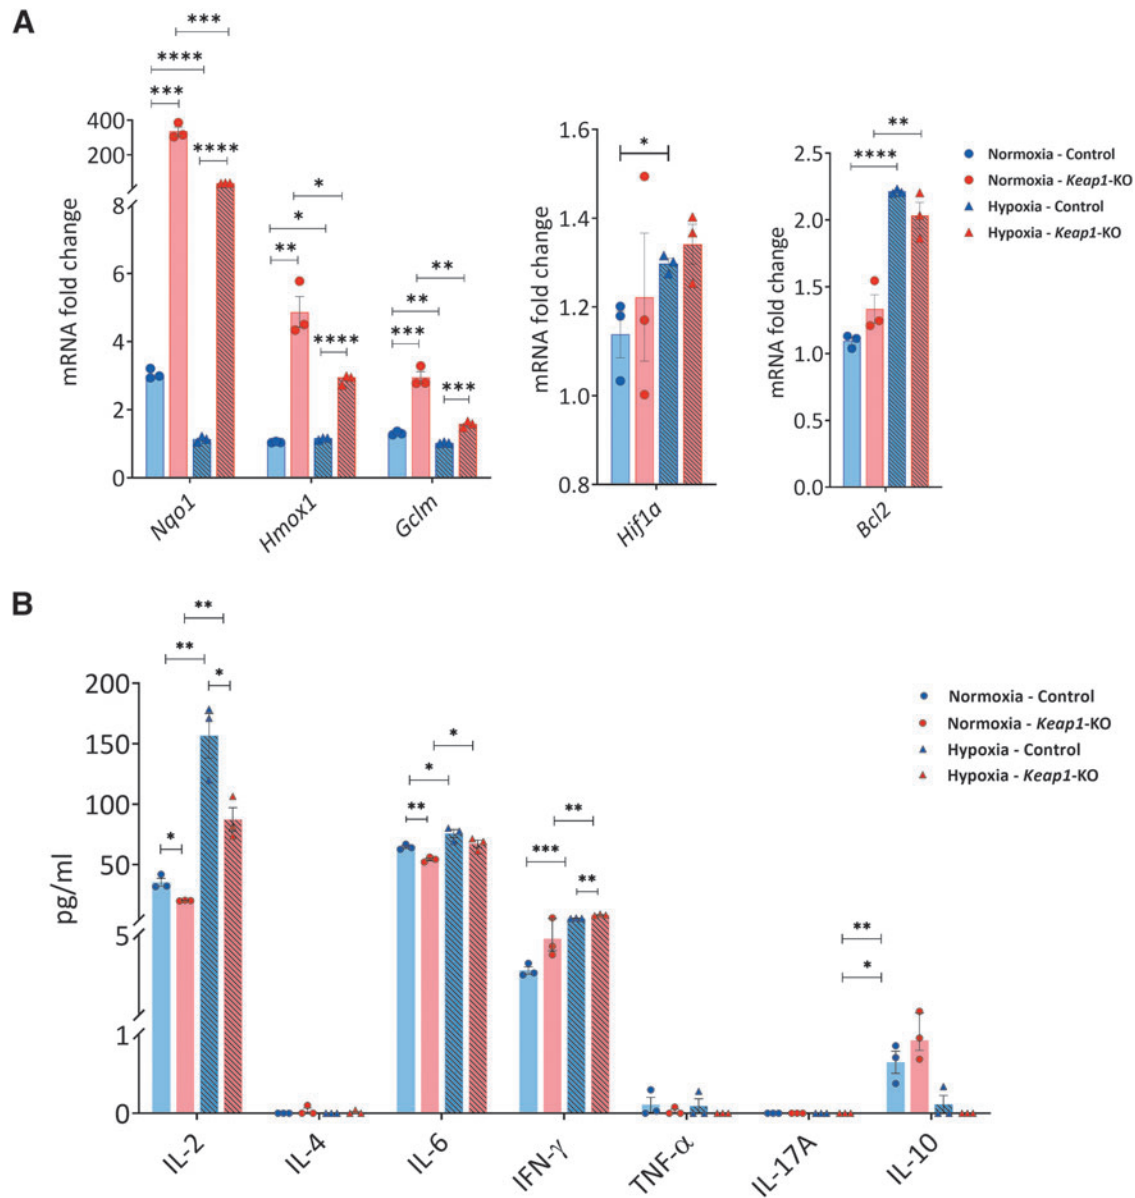 A
***
****
***
****
*
*
**
****
**
**
***
***
mRNA fold change
400
200
8
6
4
2
0
Nqo1
Hmox1
Gclm
*
mRNA fold change
1.6
1.4
1.2
1.0
0.8
Hif1a
**
****
mRNA fold change
2.5
2.0
1.5
1.0
0.5
0.0
Bcl2
Normoxia - Control
Normoxia - Keap1-KO
Hypoxia - Control
Hypoxia - Keap1-KO
B
**
**
*
*
*
*
**
**
***
**
**
*
pg/ml
200
150
100
50
5
1
0
IL-2
IL-4
IL-6
IFN-γ
TNF-α
IL-17A
IL-10
Normoxia - Control
Normoxia - Keap1-KO
Hypoxia - Control
Hypoxia - Keap1-KO